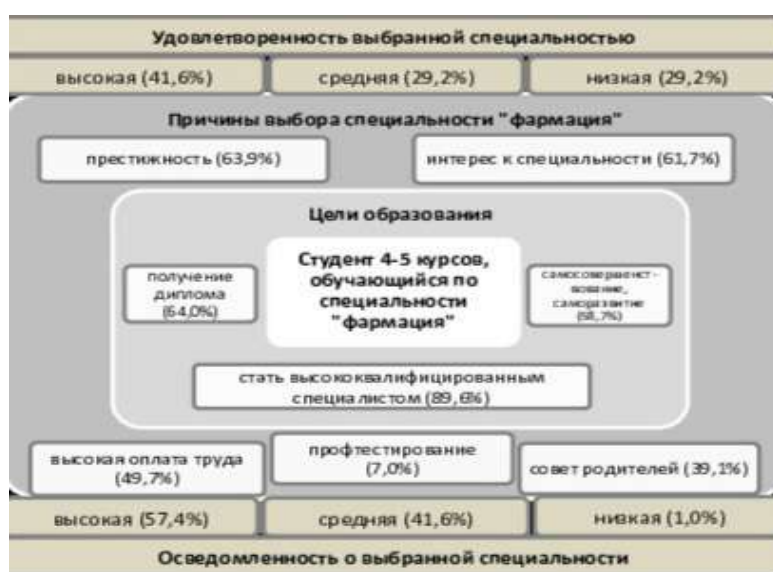 Удовлетворенность выбранной специальностью
высокая (41,6%)
средняя (29,2%)
низкая (29,2%)
Причины выбора специальности "фармация"
престижность (63,9%)
интерес к специальности (61,7%)
Цели образования
получение
диплома
(64,0%)
Студент 4-5 курсов,
обучающийся по
специальности
"фармация"
самосовершенст-
вование,
саморазвитие
(58,7%)
стать высококвалифицированным
специалистом (89,6%)
высокая оплата труда
(49,7%)
профтестирование
(7,0%)
совет родителей (39,1%)
высокая (57,4%)
средняя (41,6%)
низкая (1,0%)
Осведомленность о выбранной специальности